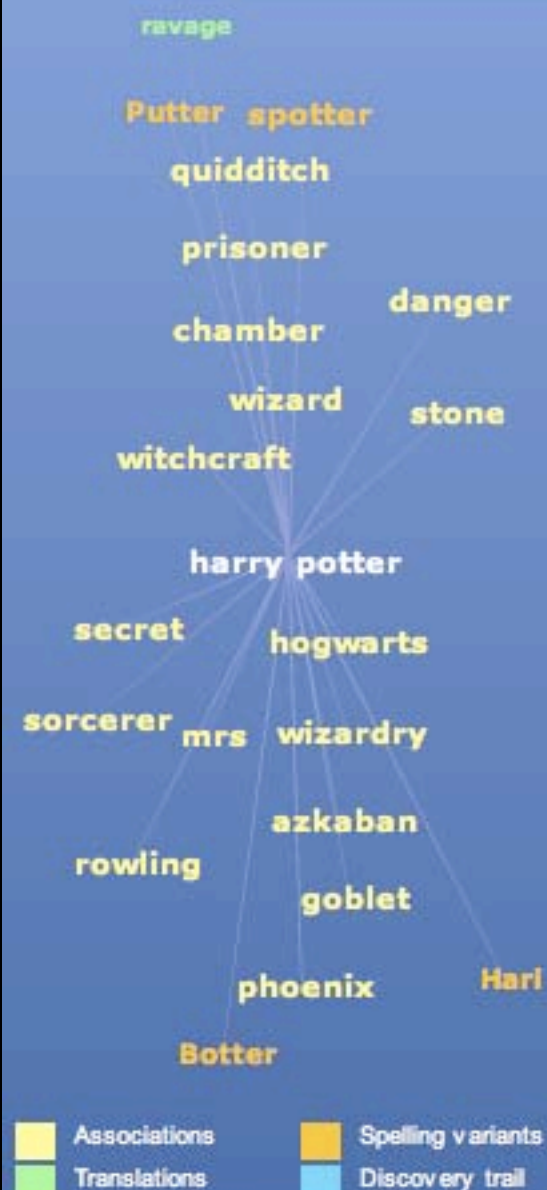 ravage
Putter spotter
quidditch
prisoner
danger
chamber
wizard
stone
witchcraft
harry potter
secret
hogwarts
sorcerer
mrs
wizardry
azkaban
rowling
goblet
Hari
phoenix
Botter
Associations
Spelling variants
Translations
Discovery trail